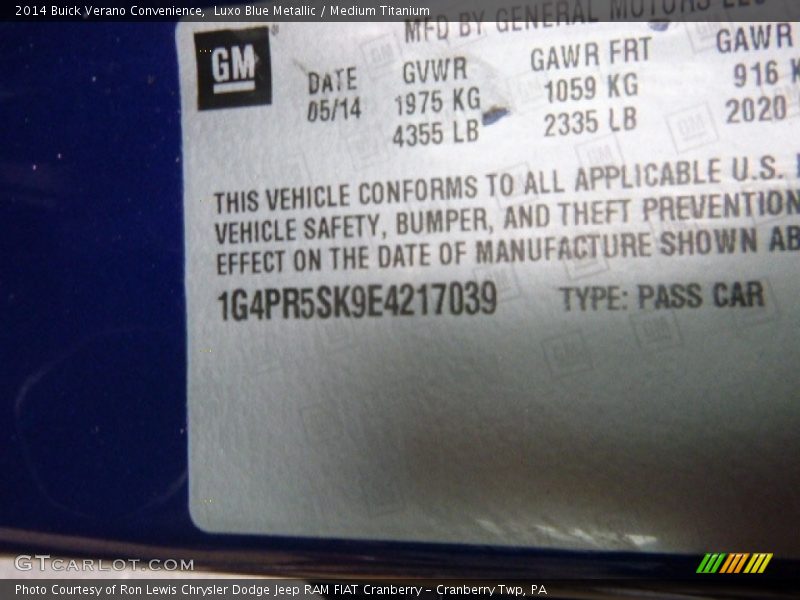 2014 Buick Verano Convenience, Luxo Blue Metallic / Medium Titanium
MFD BY GENERAL MOTORS LLC
GM
DATE
05/14
GVWR
1975 KG
4355 LB
GAWR FRT
1059 KG
2335 LB
GAWR
916 K
2020
THIS VEHICLE CONFORMS TO ALL APPLICABLE U.S.
VEHICLE SAFETY, BUMPER, AND THEFT PREVENTION
EFFECT ON THE DATE OF MANUFACTURE SHOWN AB
1G4PR5SK9E4217039 TYPE: PASS CAR
GTCARLOT.COM
Photo Courtesy of Ron Lewis Chrysler Dodge Jeep RAM FIAT Cranberry – Cranberry Twp, PA